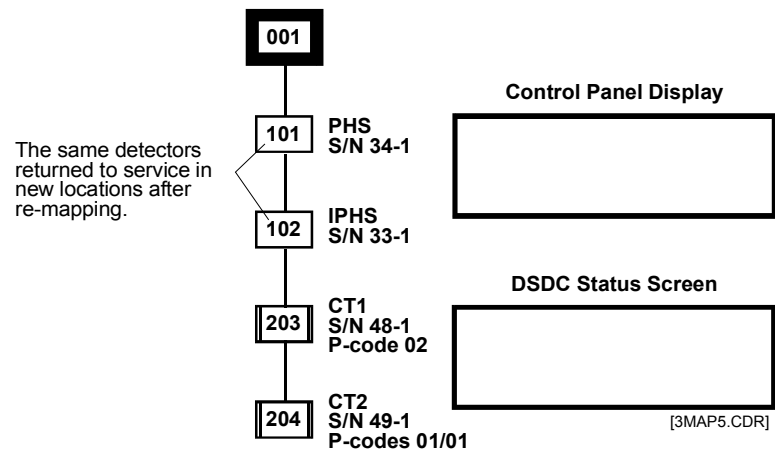 001
The same detectors
returned to service in
new locations after
re-mapping.
101
PHS
S/N 34-1
102
IPHS
S/N 33-1
203
CT1
S/N 48-1
P-code 02
204
CT2
S/N 49-1
P-codes 01/01
Control Panel Display
DSDC Status Screen
[3MAP5.CDR]